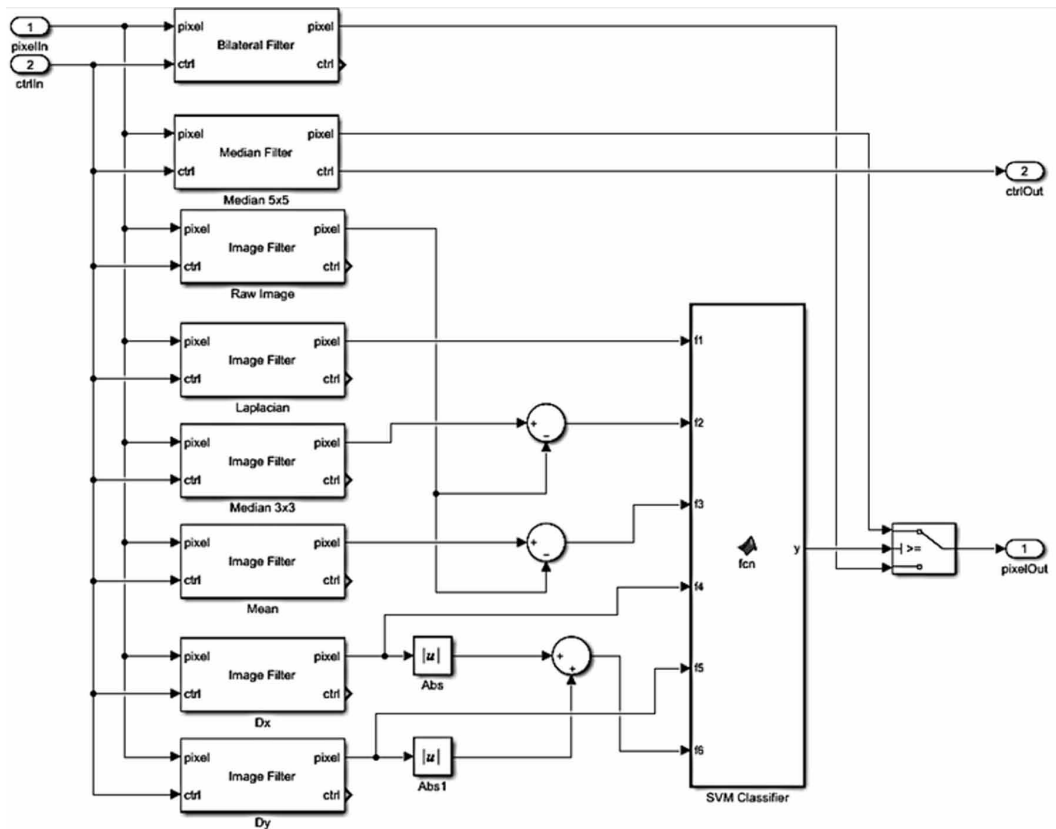 1
pixelIn
2
ctrlIn
pixel
ctrl
Bilateral Filter
pixel
ctrl
pixel
ctrl
Median Filter
pixel
ctrl
Median 5x5
2
ctrlOut
pixel
ctrl
Image Filter
pixel
ctrl
Raw Image
pixel
ctrl
Image Filter
pixel
ctrl
Laplacian
pixel
ctrl
Image Filter
pixel
ctrl
Median 3x3
pixel
ctrl
Image Filter
pixel
ctrl
Mean
pixel
ctrl
Image Filter
pixel
ctrl
Dx
pixel
ctrl
Image Filter
pixel
ctrl
Dy
+
−
+
−
|u|
Abs
+
+
|u|
Abs1
f1
f2
f3
f4
f5
f6
fcn
y
SVM Classifier
>=
1
pixelOut